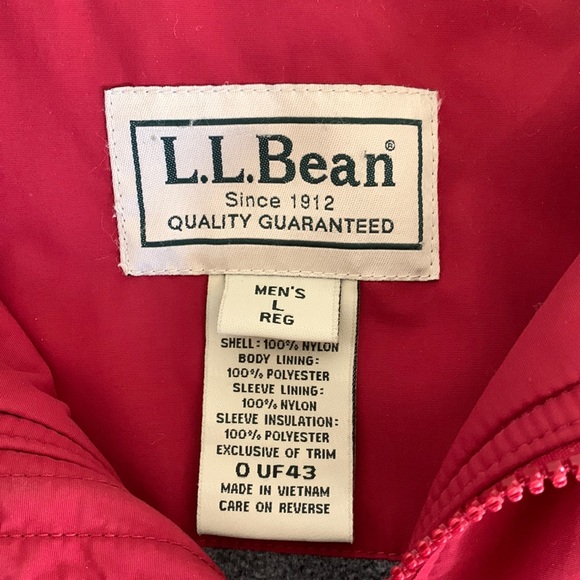 L.L.Bean®
Since 1912
QUALITY GUARANTEED
MEN'S
L
REG
SHELL: 100% NYLON
BODY LINING:
100% POLYESTER
SLEEVE LINING:
100% NYLON
SLEEVE INSULATION:
100% POLYESTER
EXCLUSIVE OF TRIM
0 UF43
MADE IN VIETNAM
CARE ON REVERSE